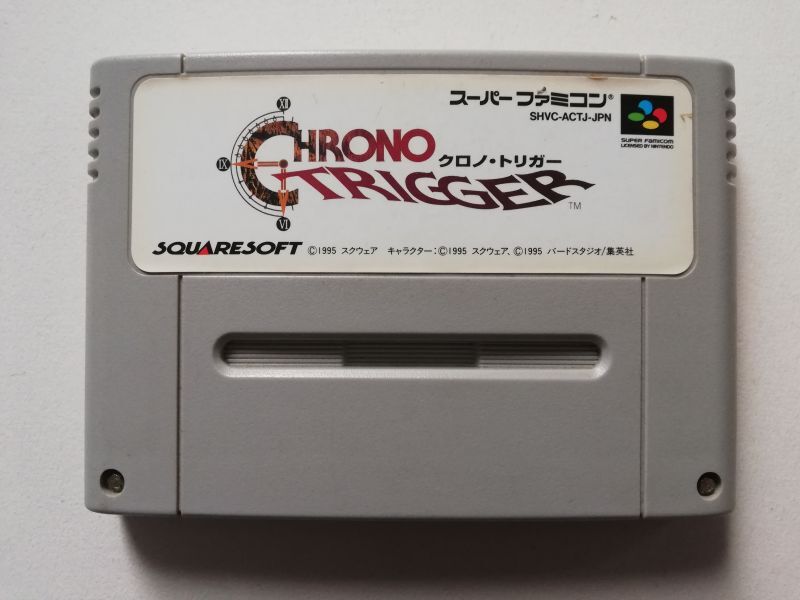 スーパーファミコン®
SHVC-ACTJ-JPN
SUPER FAMICOM
LICENSED BY NINTENDO
XII
IX
VI
CHRONO
クロノ・トリガー
TRIGGER
TM
SQUARESOFT ©1995 スクウェア キャラクター:©1995 スクウェア、©1995 バードスタジオ/集英社